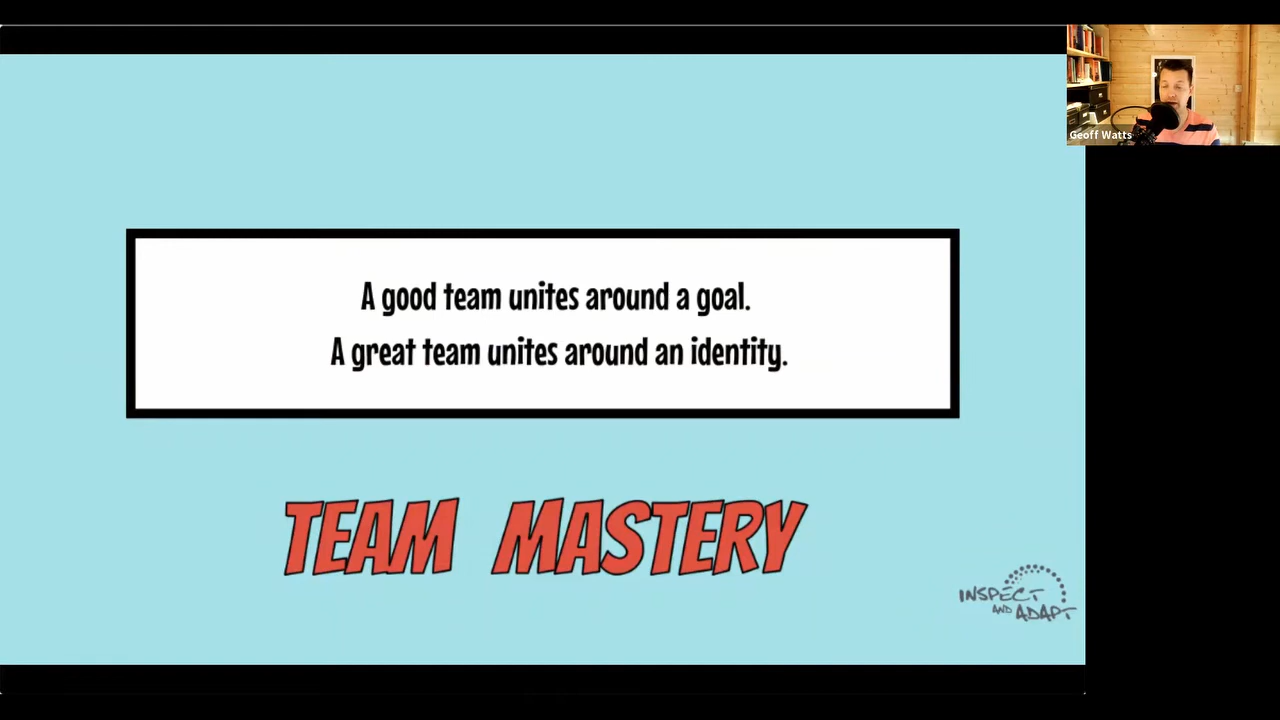 Geoff Watts
A good team unites around a goal.
A great team unites around an identity.
TEAM MASTERY
INSPECT
AND ADAPT